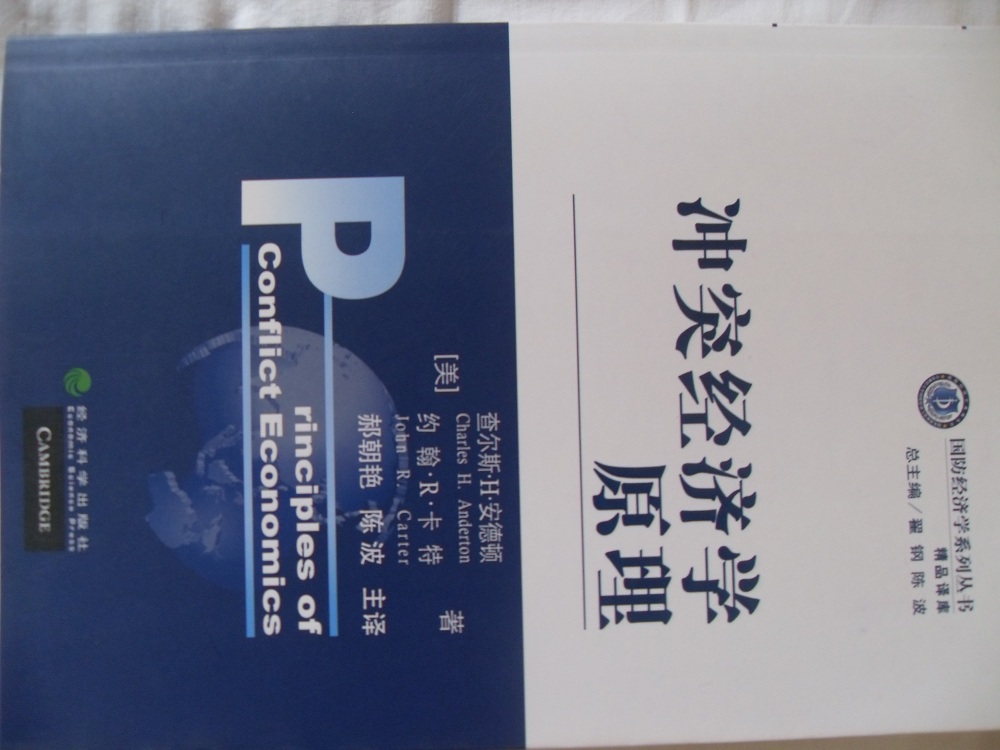 国防经济学系列丛书
精品译库
总主编／翟 钢 陈 波
冲突经济学
原理
[美]
查尔斯·H·安德顿
Charles H. Anderton
约 翰·R·卡 特
John R. Carter
著
郝朝艳 陈 波 主译
Principles of
Conflict Economics
经 济 科 学 出 版 社
Economic Science Press
CAMBRIDGE